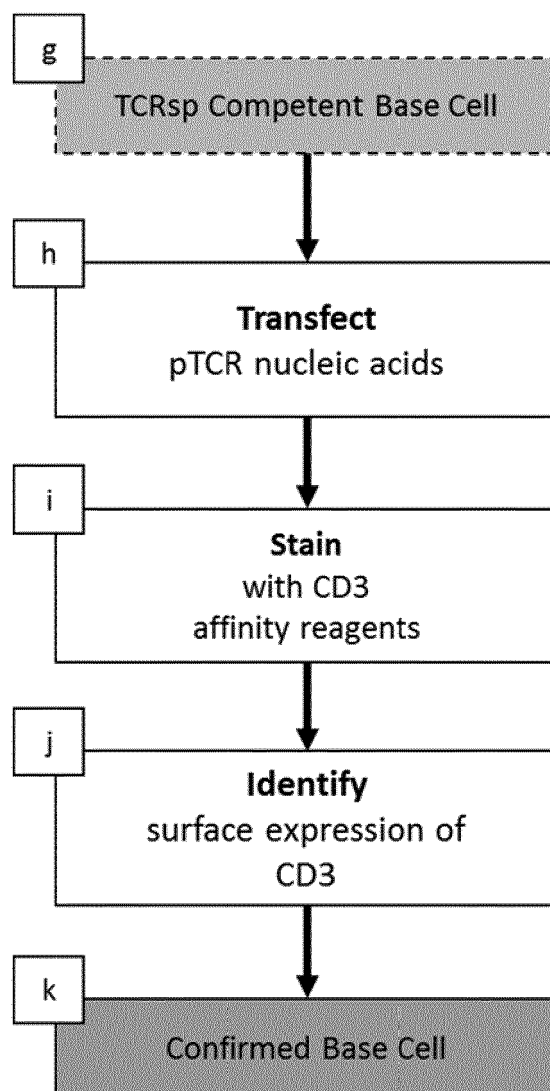 g
TCRsp Competent Base Cell
h
Transfect
pTCR nucleic acids
i
Stain
with CD3
affinity reagents
j
Identify
surface expression of
CD3
k
Confirmed Base Cell